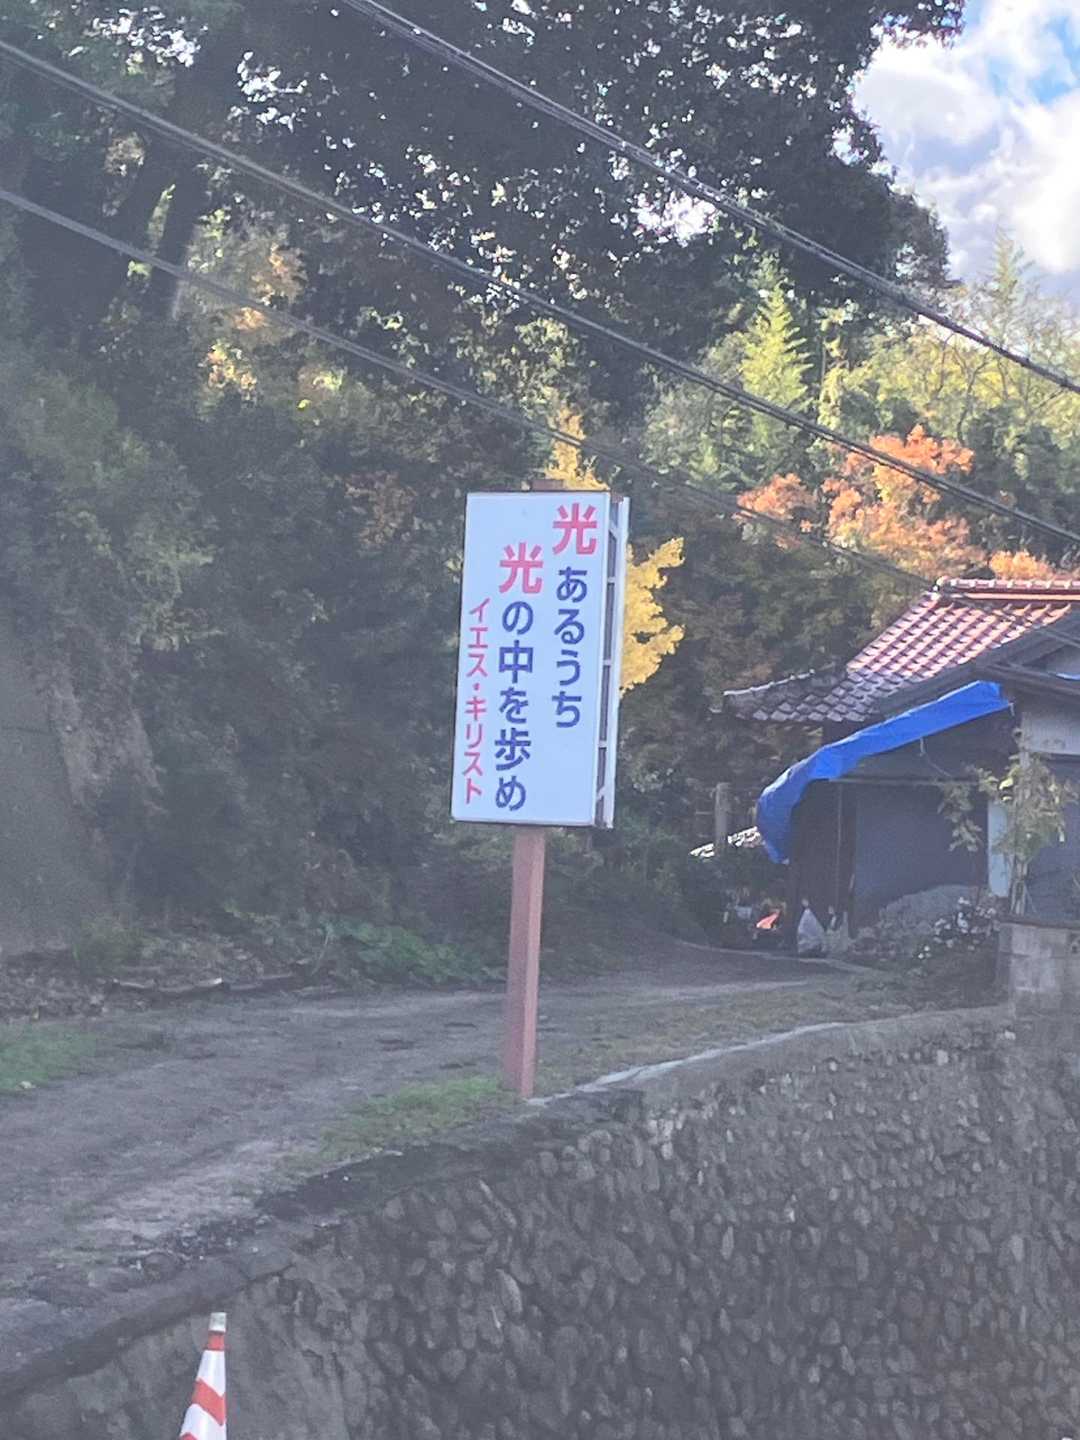 光あるうち
光の中を歩め
イエス・キリスト